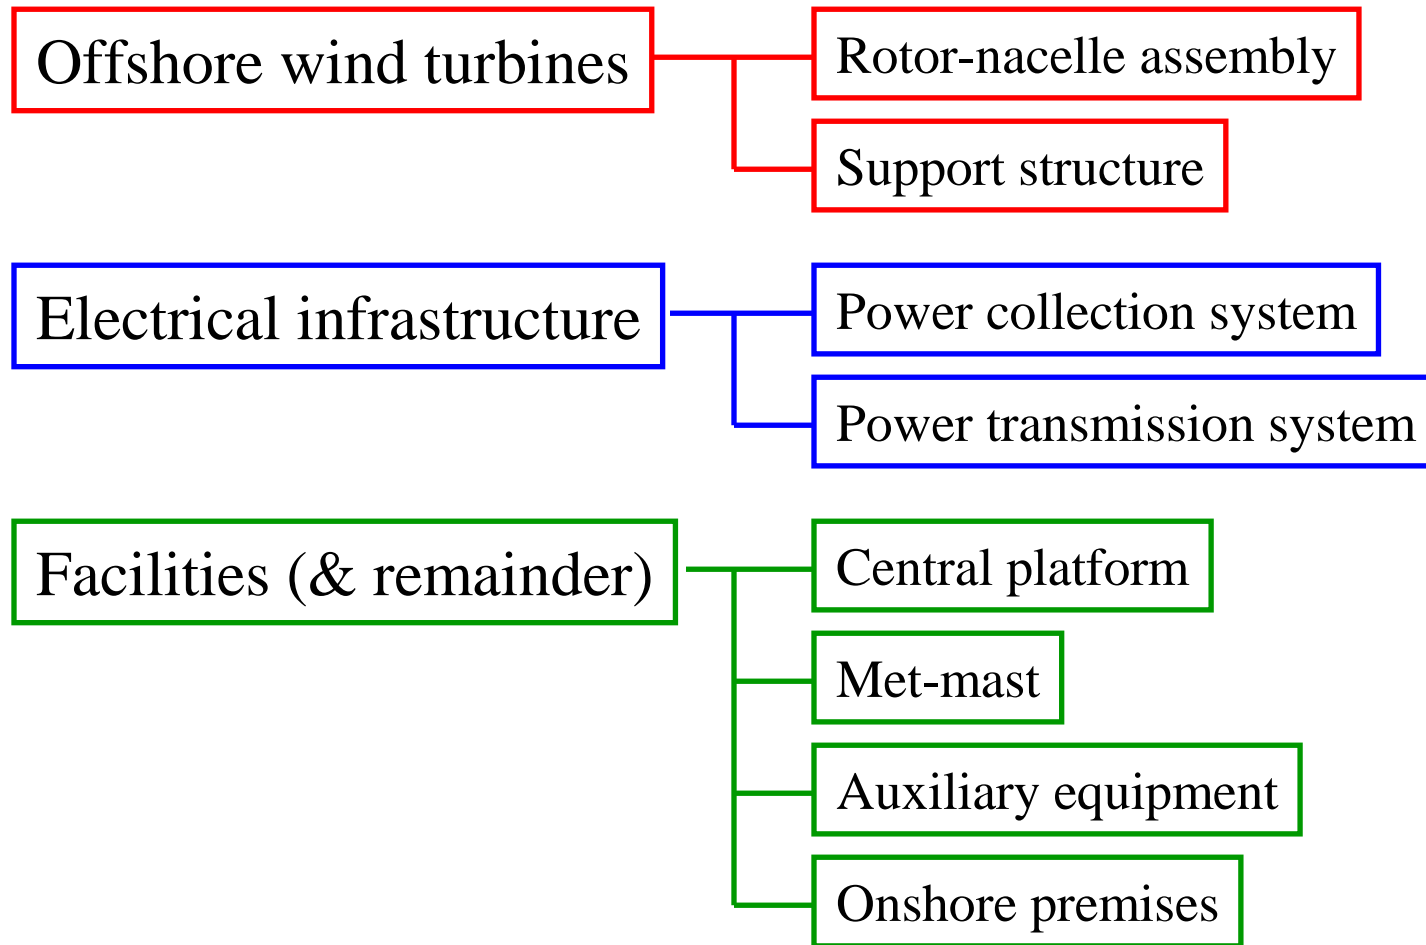 Offshore wind turbines
Rotor-nacelle assembly
Support structure
Electrical infrastructure
Power collection system
Power transmission system
Facilities (& remainder)
Central platform
Met-mast
Auxiliary equipment
Onshore premises